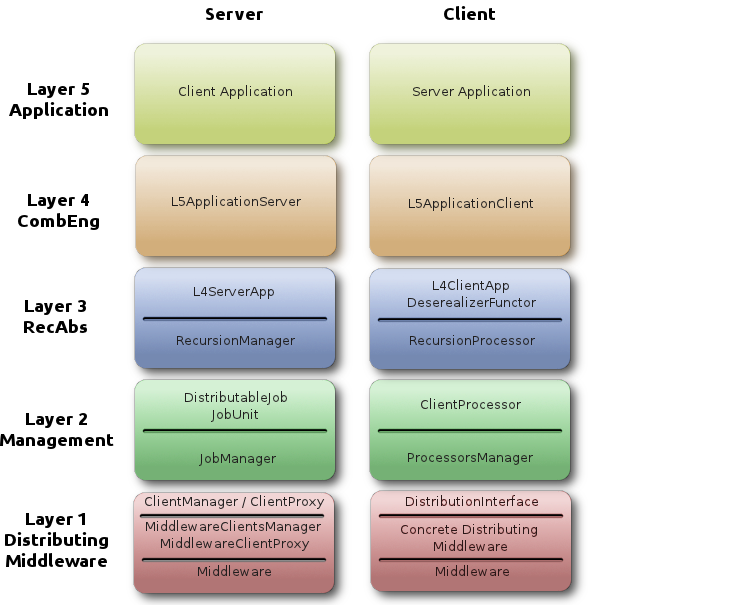 Server
Client
Layer 5
Application
Client Application
Server Application
Layer 4
CombEng
L5ApplicationServer
L5ApplicationClient
Layer 3
RecAbs
L4ServerApp
RecursionManager
L4ClientApp
DeserealizerFunctor
RecursionProcessor
Layer 2
Management
DistributableJob
JobUnit
JobManager
ClientProcessor
ProcessorsManager
Layer 1
Distributing
Middleware
ClientManager / ClientProxy
MiddlewareClientsManager
MiddlewareClientProxy
Middleware
DistributionInterface
Concrete Distributing
Middleware
Middleware